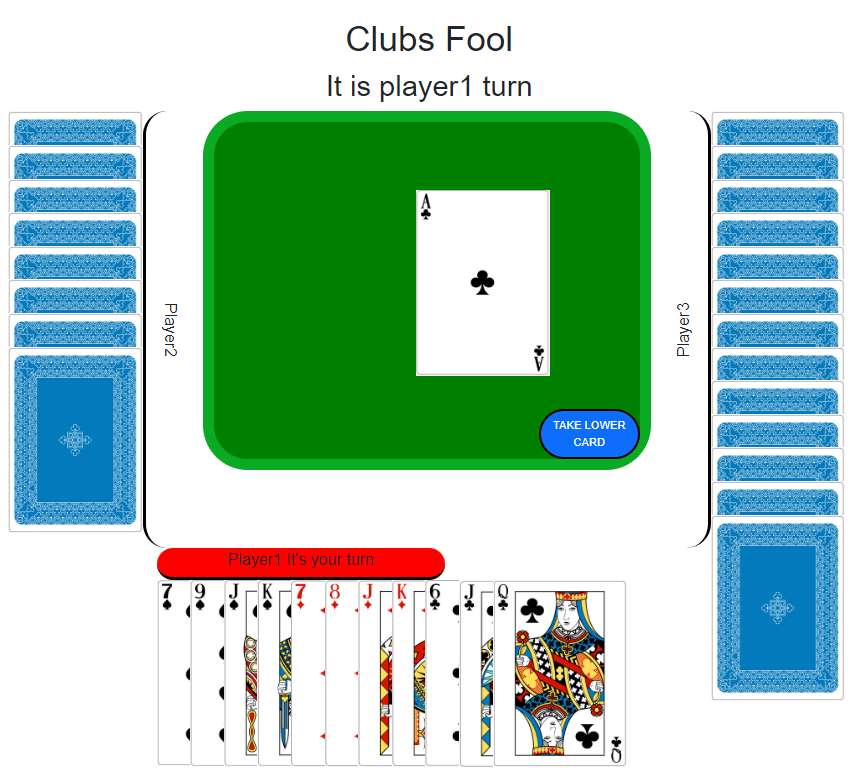 Clubs Fool
It is player1 turn
A
Player2
Player3
A
TAKE LOWER
CARD
Player1 It's your turn
7 9 J K 7 8 J K 6 J Q
Q